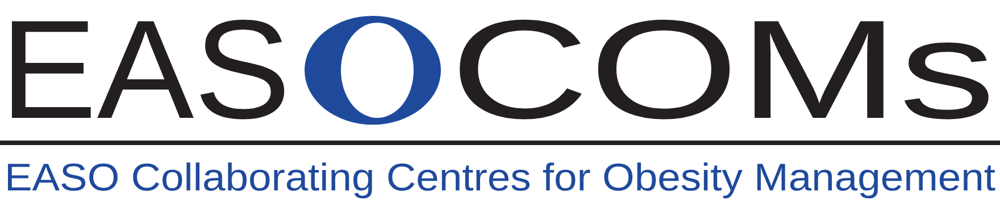 EASOCOMs
EASO Collaborating Centres for Obesity Management